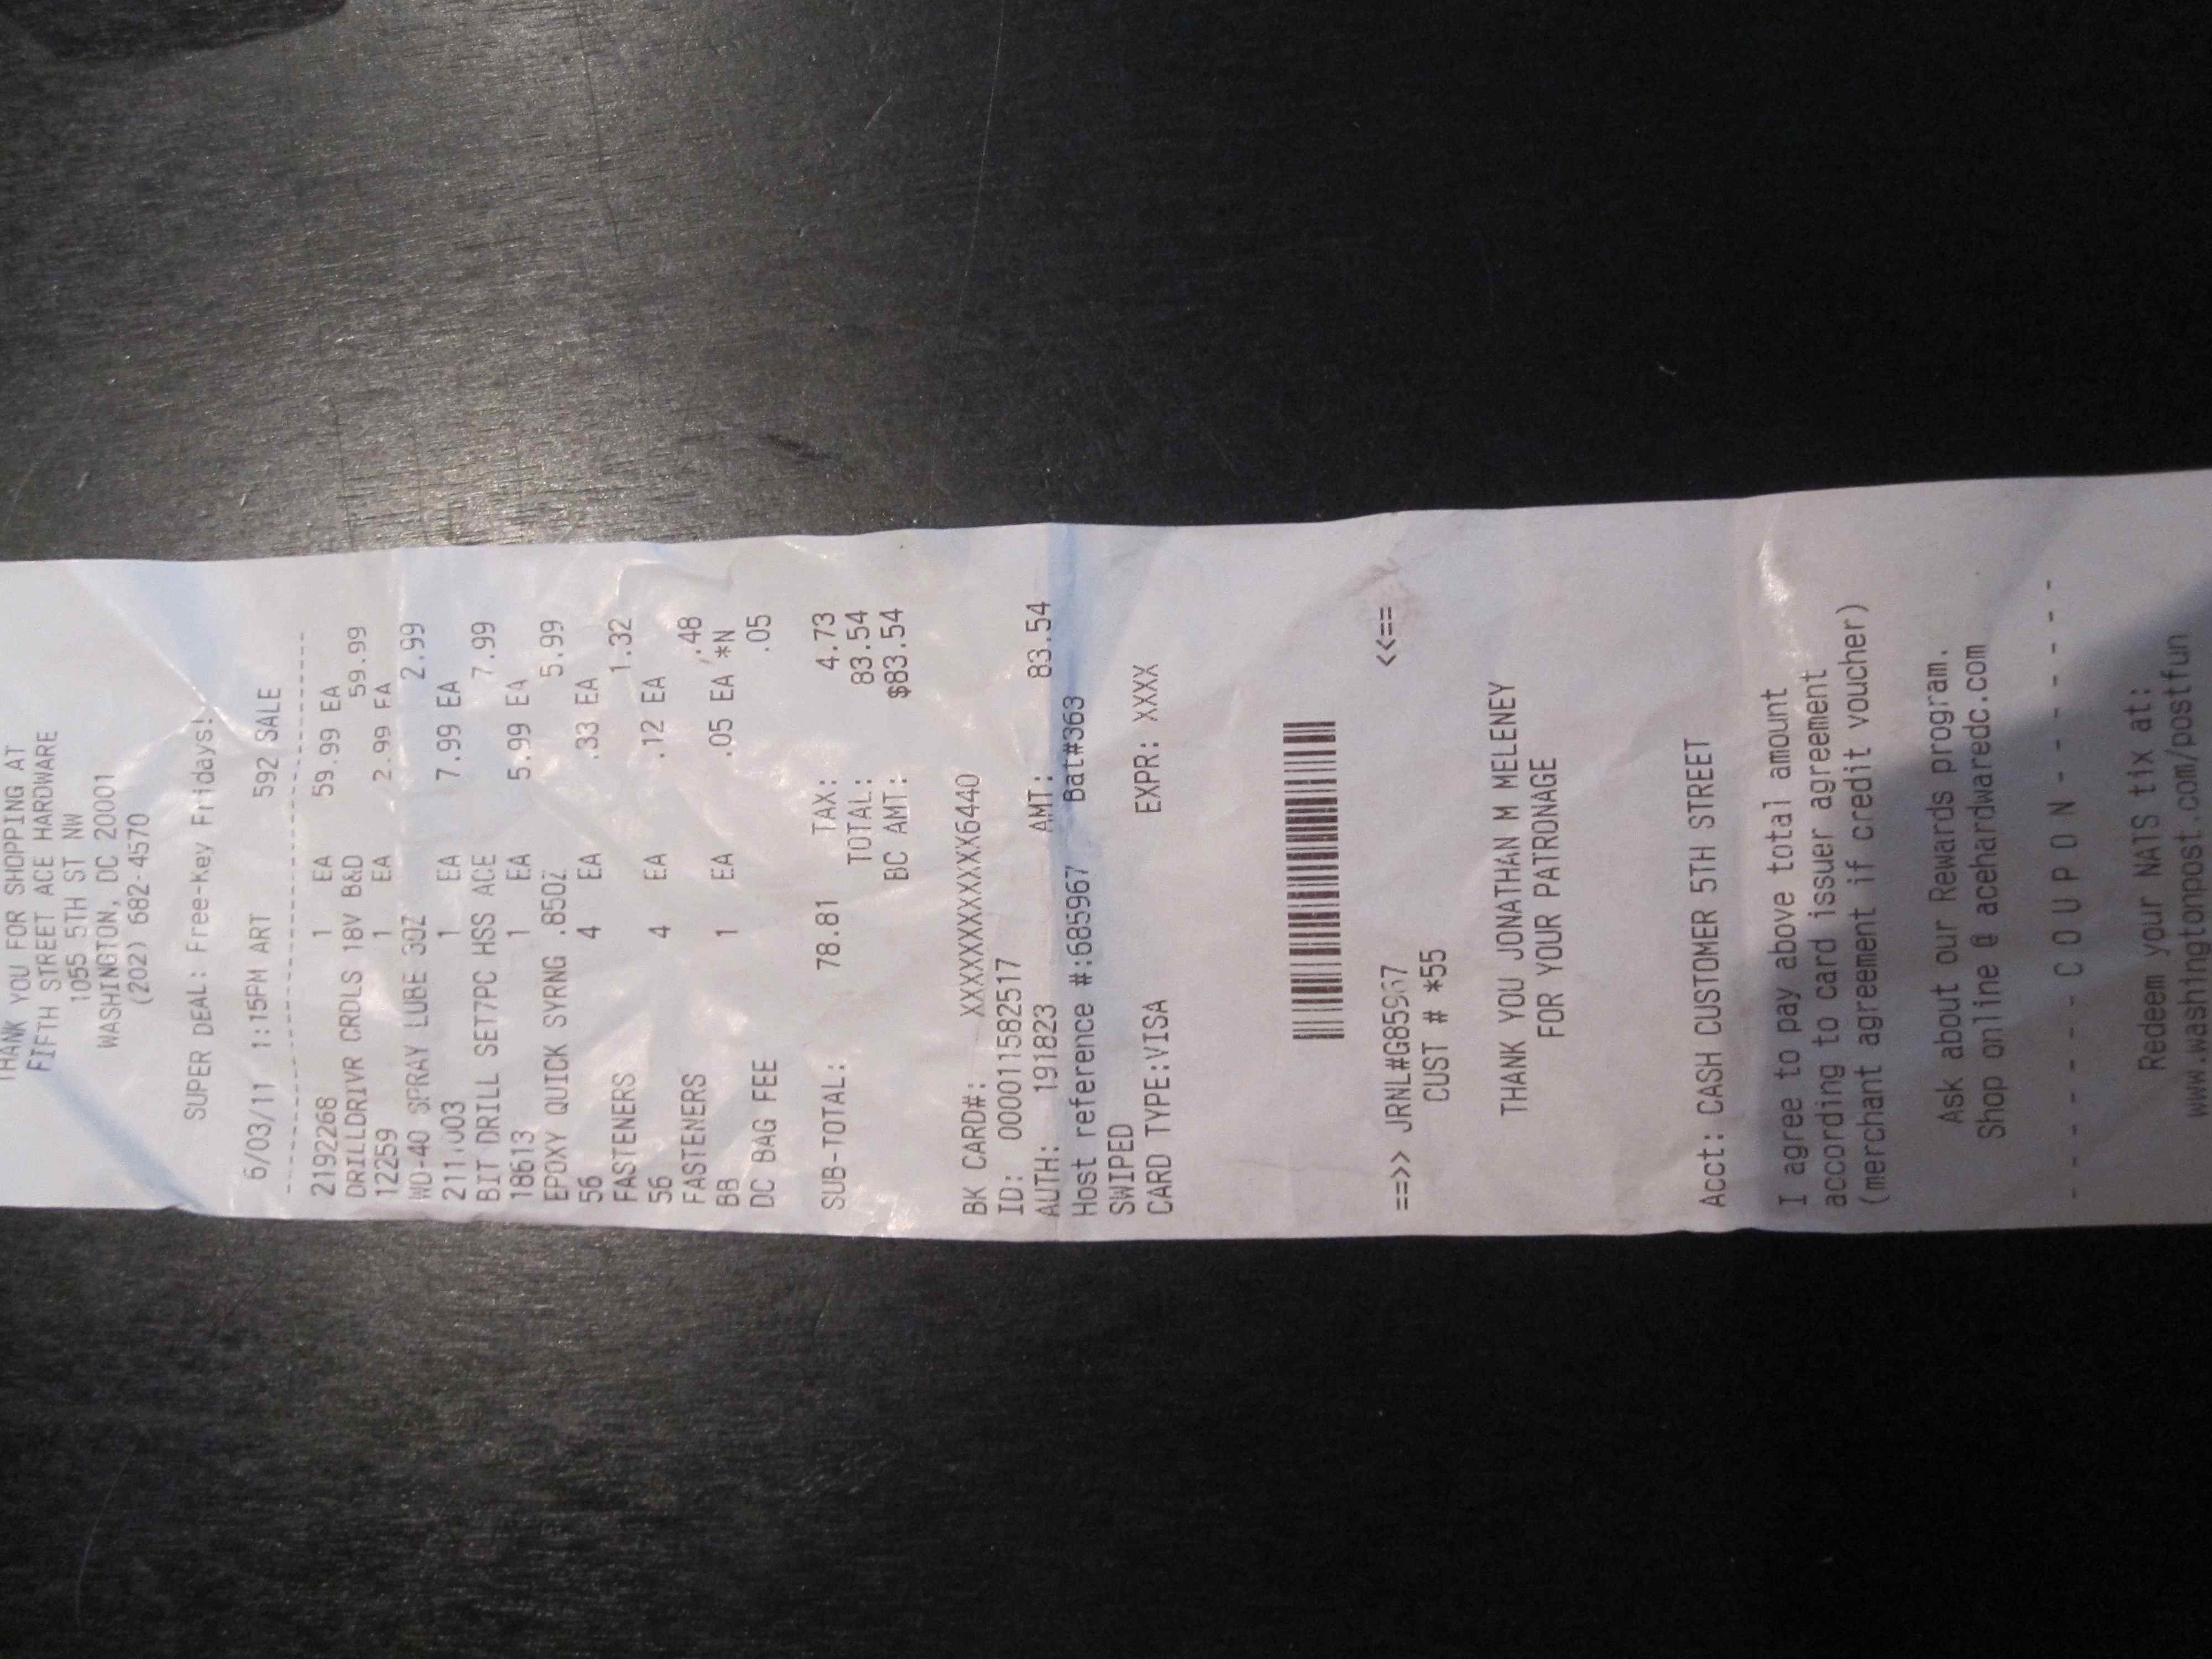 THANK YOU FOR SHOPPING AT
FIFTH STREET ACE HARDWARE
1055 5TH ST NW
WASHINGTON, DC 20001
(202) 682-4570
SUPER DEAL: Free-Key Fridays!
6/03/11 1:15PM ART 592 SALE
--------------------------------
2192268 1 EA 59.99 EA
DRILLDRIVR CRDLS 18V B&D 59.99
12259 1 EA 2.99 EA
WD-40 SPRAY LUBE 3OZ 2.99
1 EA 7.99 EA
BIT DRILL SET7PC HSS ACE 7.99
18613 1 EA 5.99 EA
EPOXY QUICK SYRNG .85OZ 5.99
56 4 EA .33 EA
FASTENERS 1.32
56 4 EA .12 EA
FASTENERS .48
BB 1 EA .05 EA *N
DC BAG FEE .05
SUB-TOTAL: 78.81 TAX: 4.73
TOTAL: 83.54
BC AMT: $83.54
BK CARD#: XXXXXXXXXXXX6440
ID: 000011582517
AUTH: 191823 AMT: 83.54
Host reference #:685967 Bat#363
SWIPED
CARD TYPE:VISA EXPR: XXXX
==>> JRNL#G85967 <<==
CUST # *55
THANK YOU JONATHAN M MELENEY
FOR YOUR PATRONAGE
Acct: CASH CUSTOMER 5TH STREET
I agree to pay above total amount
according to card issuer agreement
(merchant agreement if credit voucher)
Ask about our Rewards program.
Shop online @ acehardwaredc.com
- - - - - - - C O U P O N - - - - - - -
Redeem your NATS tix at:
www.washingtonpost.com/postfun